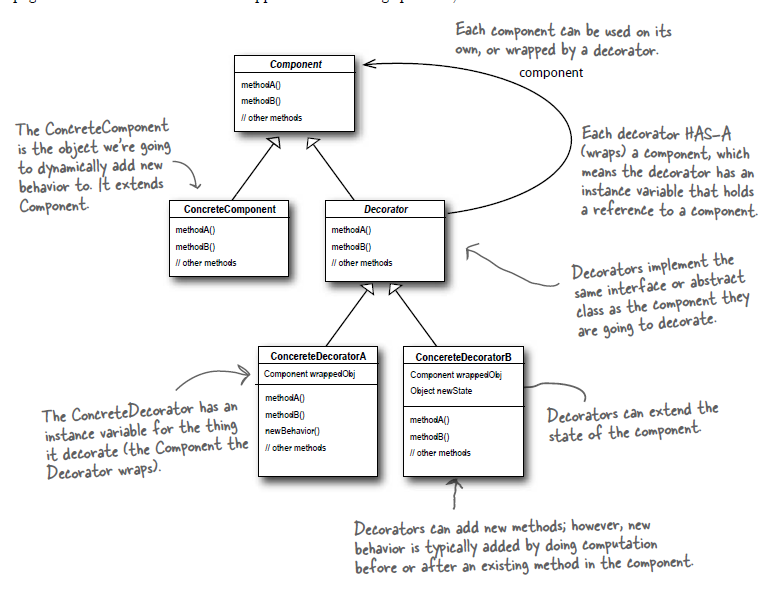 Each component can be used on its
own, or wrapped by a decorator.
component
Component
methodA()
methodB()
// other methods
The ConcreteComponent
is the object we're going
to dynamically add new
behavior to. It extends
Component.
Each decorator HAS-A
(wraps) a component, which
means the decorator has an
instance variable that holds
a reference to a component.
ConcreteComponent
methodA()
methodB()
// other methods
Decorator
methodA()
methodB()
// other methods
Decorators implement the
same interface or abstract
class as the component they
are going to decorate.
ConcereteDecoratorA
Component wrappedObj
methodA()
methodB()
newBehavior()
// other methods
ConcereteDecoratorB
Component wrappedObj
Object newState
methodA()
methodB()
// other methods
The ConcreteDecorator has an
instance variable for the thing
it decorate (the Component the
Decorator wraps).
Decorators can extend the
state of the component.
Decorators can add new methods; however, new
behavior is typically added by doing computation
before or after an existing method in the component.